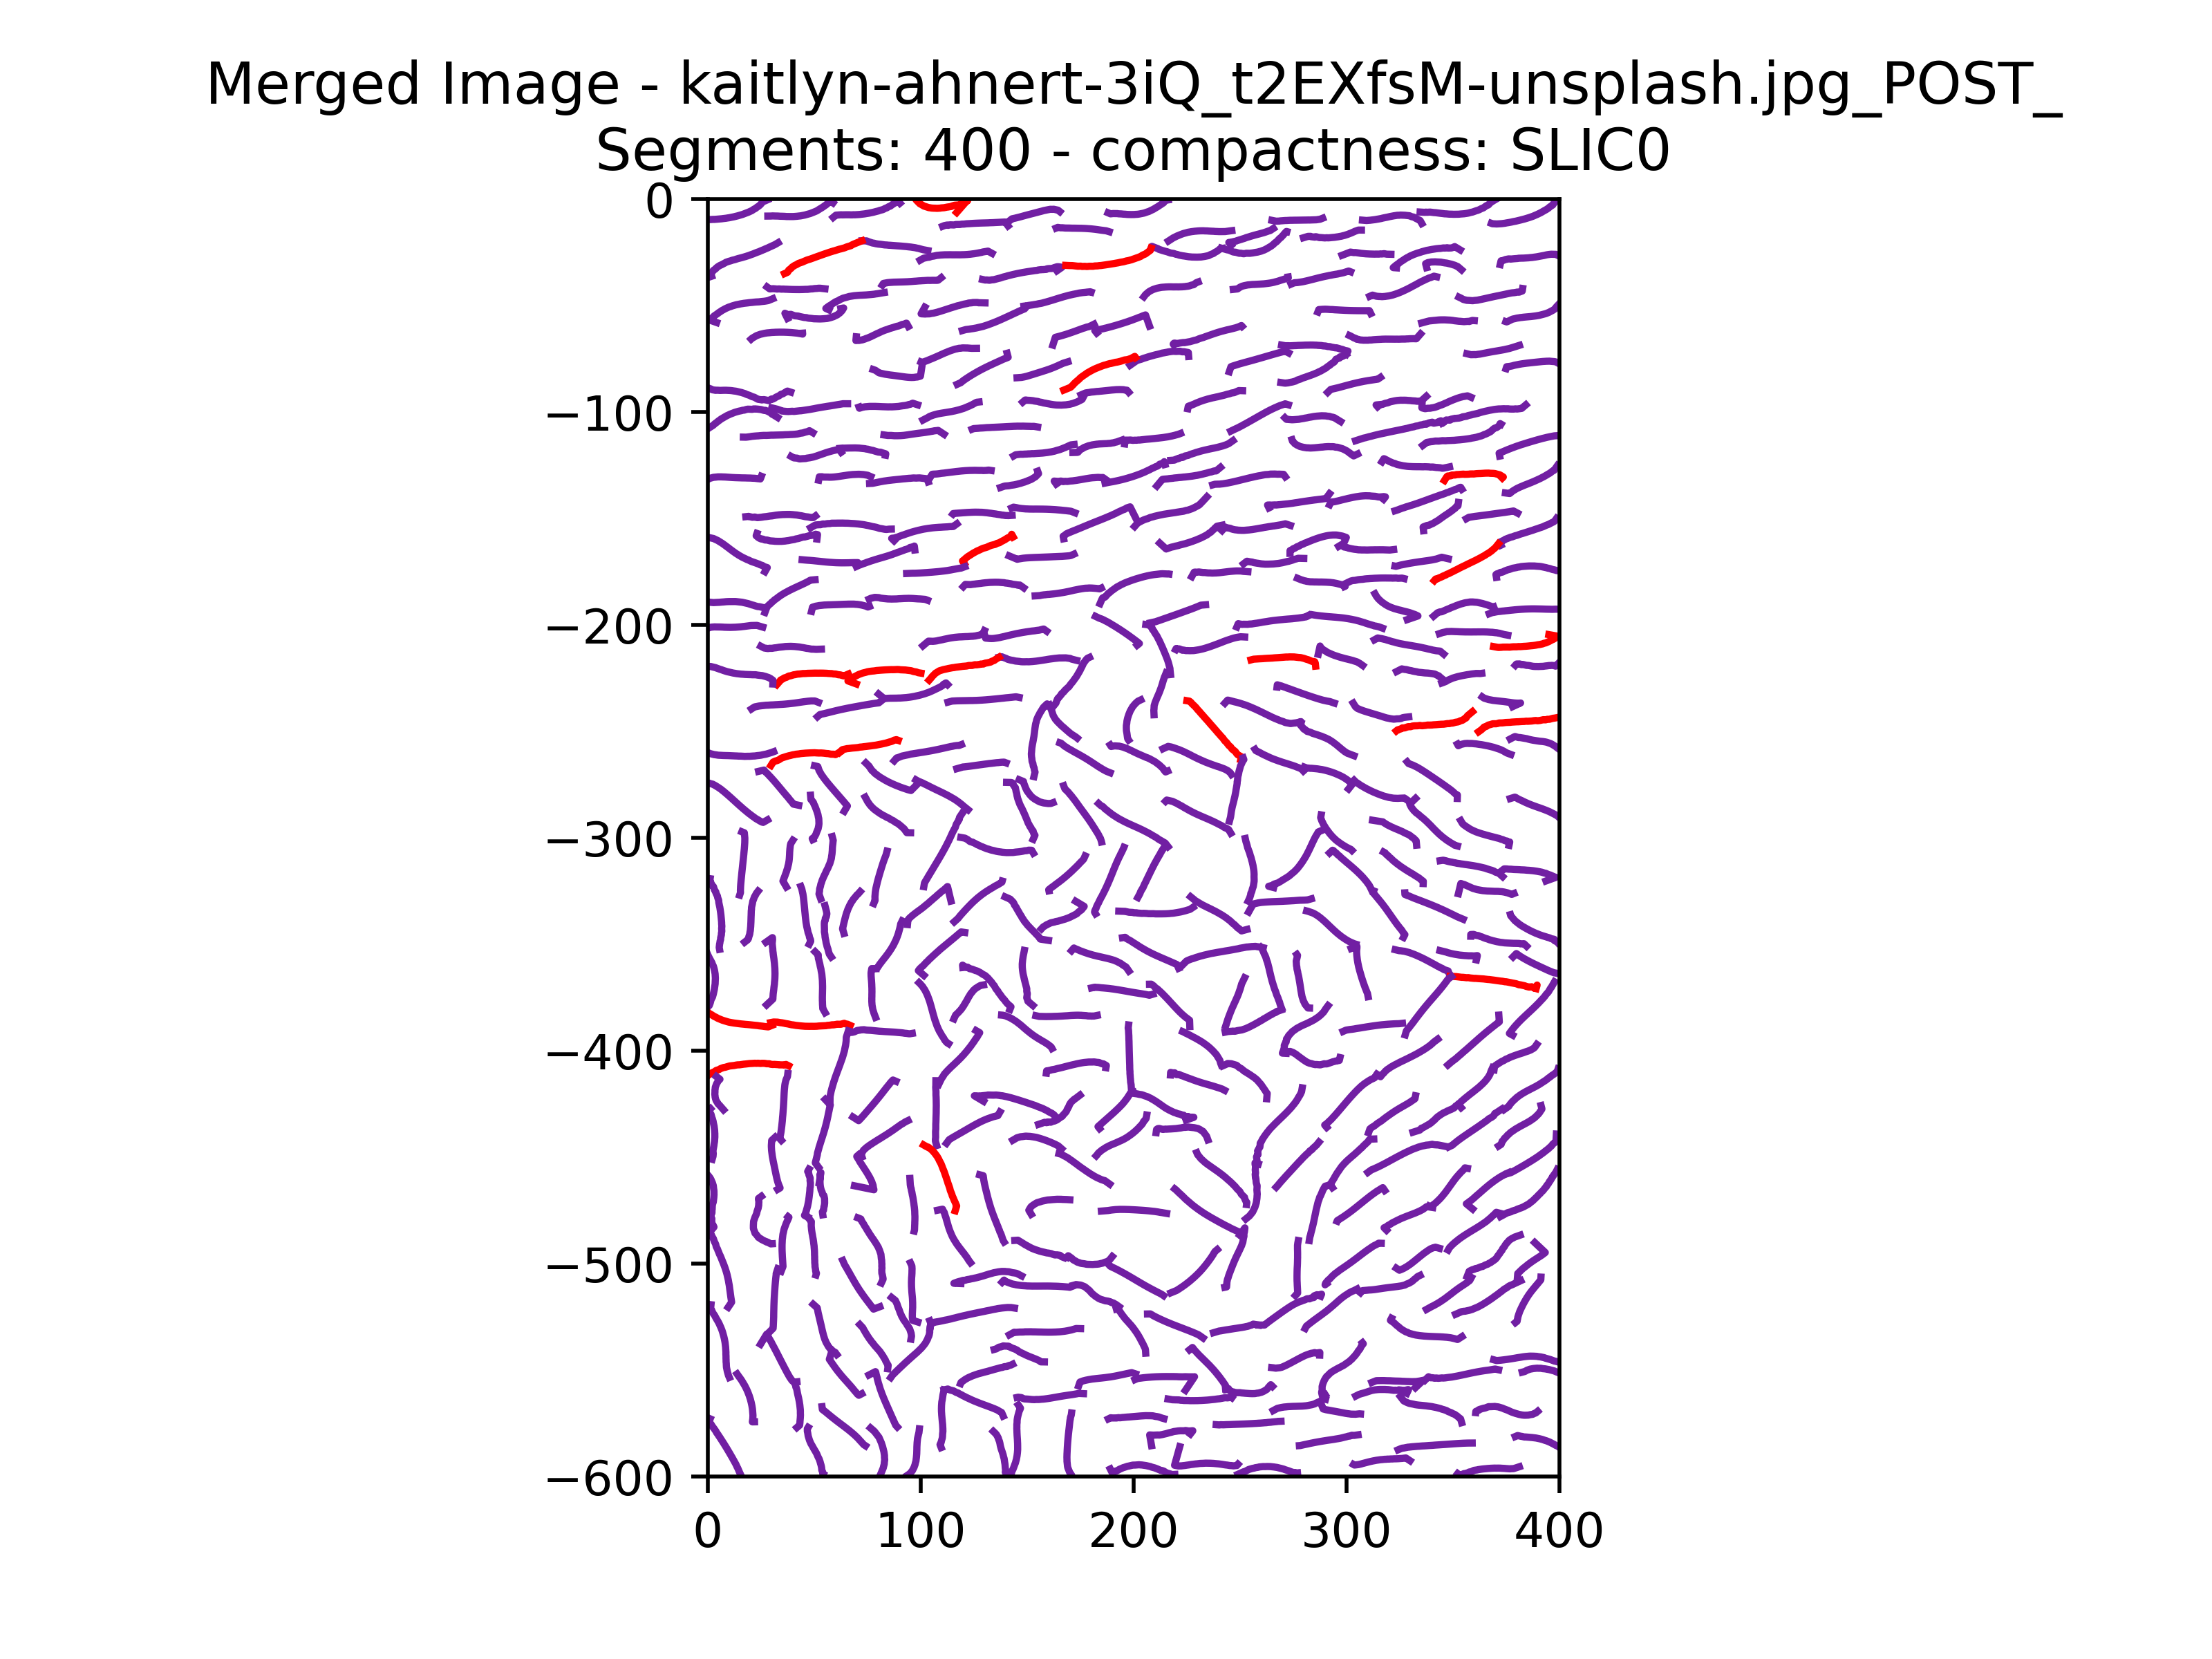 Merged Image - kaitlyn-ahnert-3iQ_t2EXfsM-unsplash.jpg_POST_
Segments: 400 - compactness: SLIC0
0
−100
−200
−300
−400
−500
−600
0 100 200 300 400